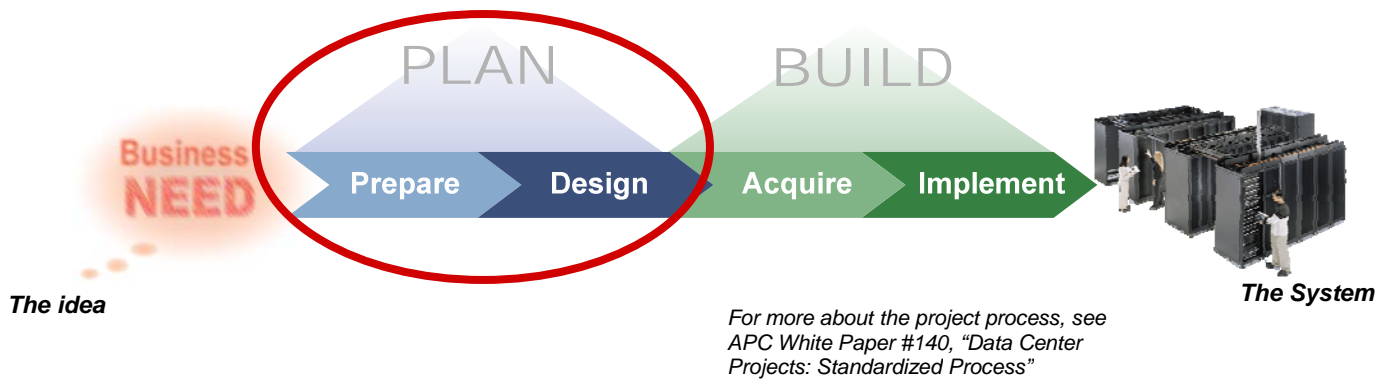 PLAN
BUILD
Business
NEED
Prepare
Design
Acquire
Implement
The idea
The System
For more about the project process, see
APC White Paper #140, “Data Center
Projects: Standardized Process”